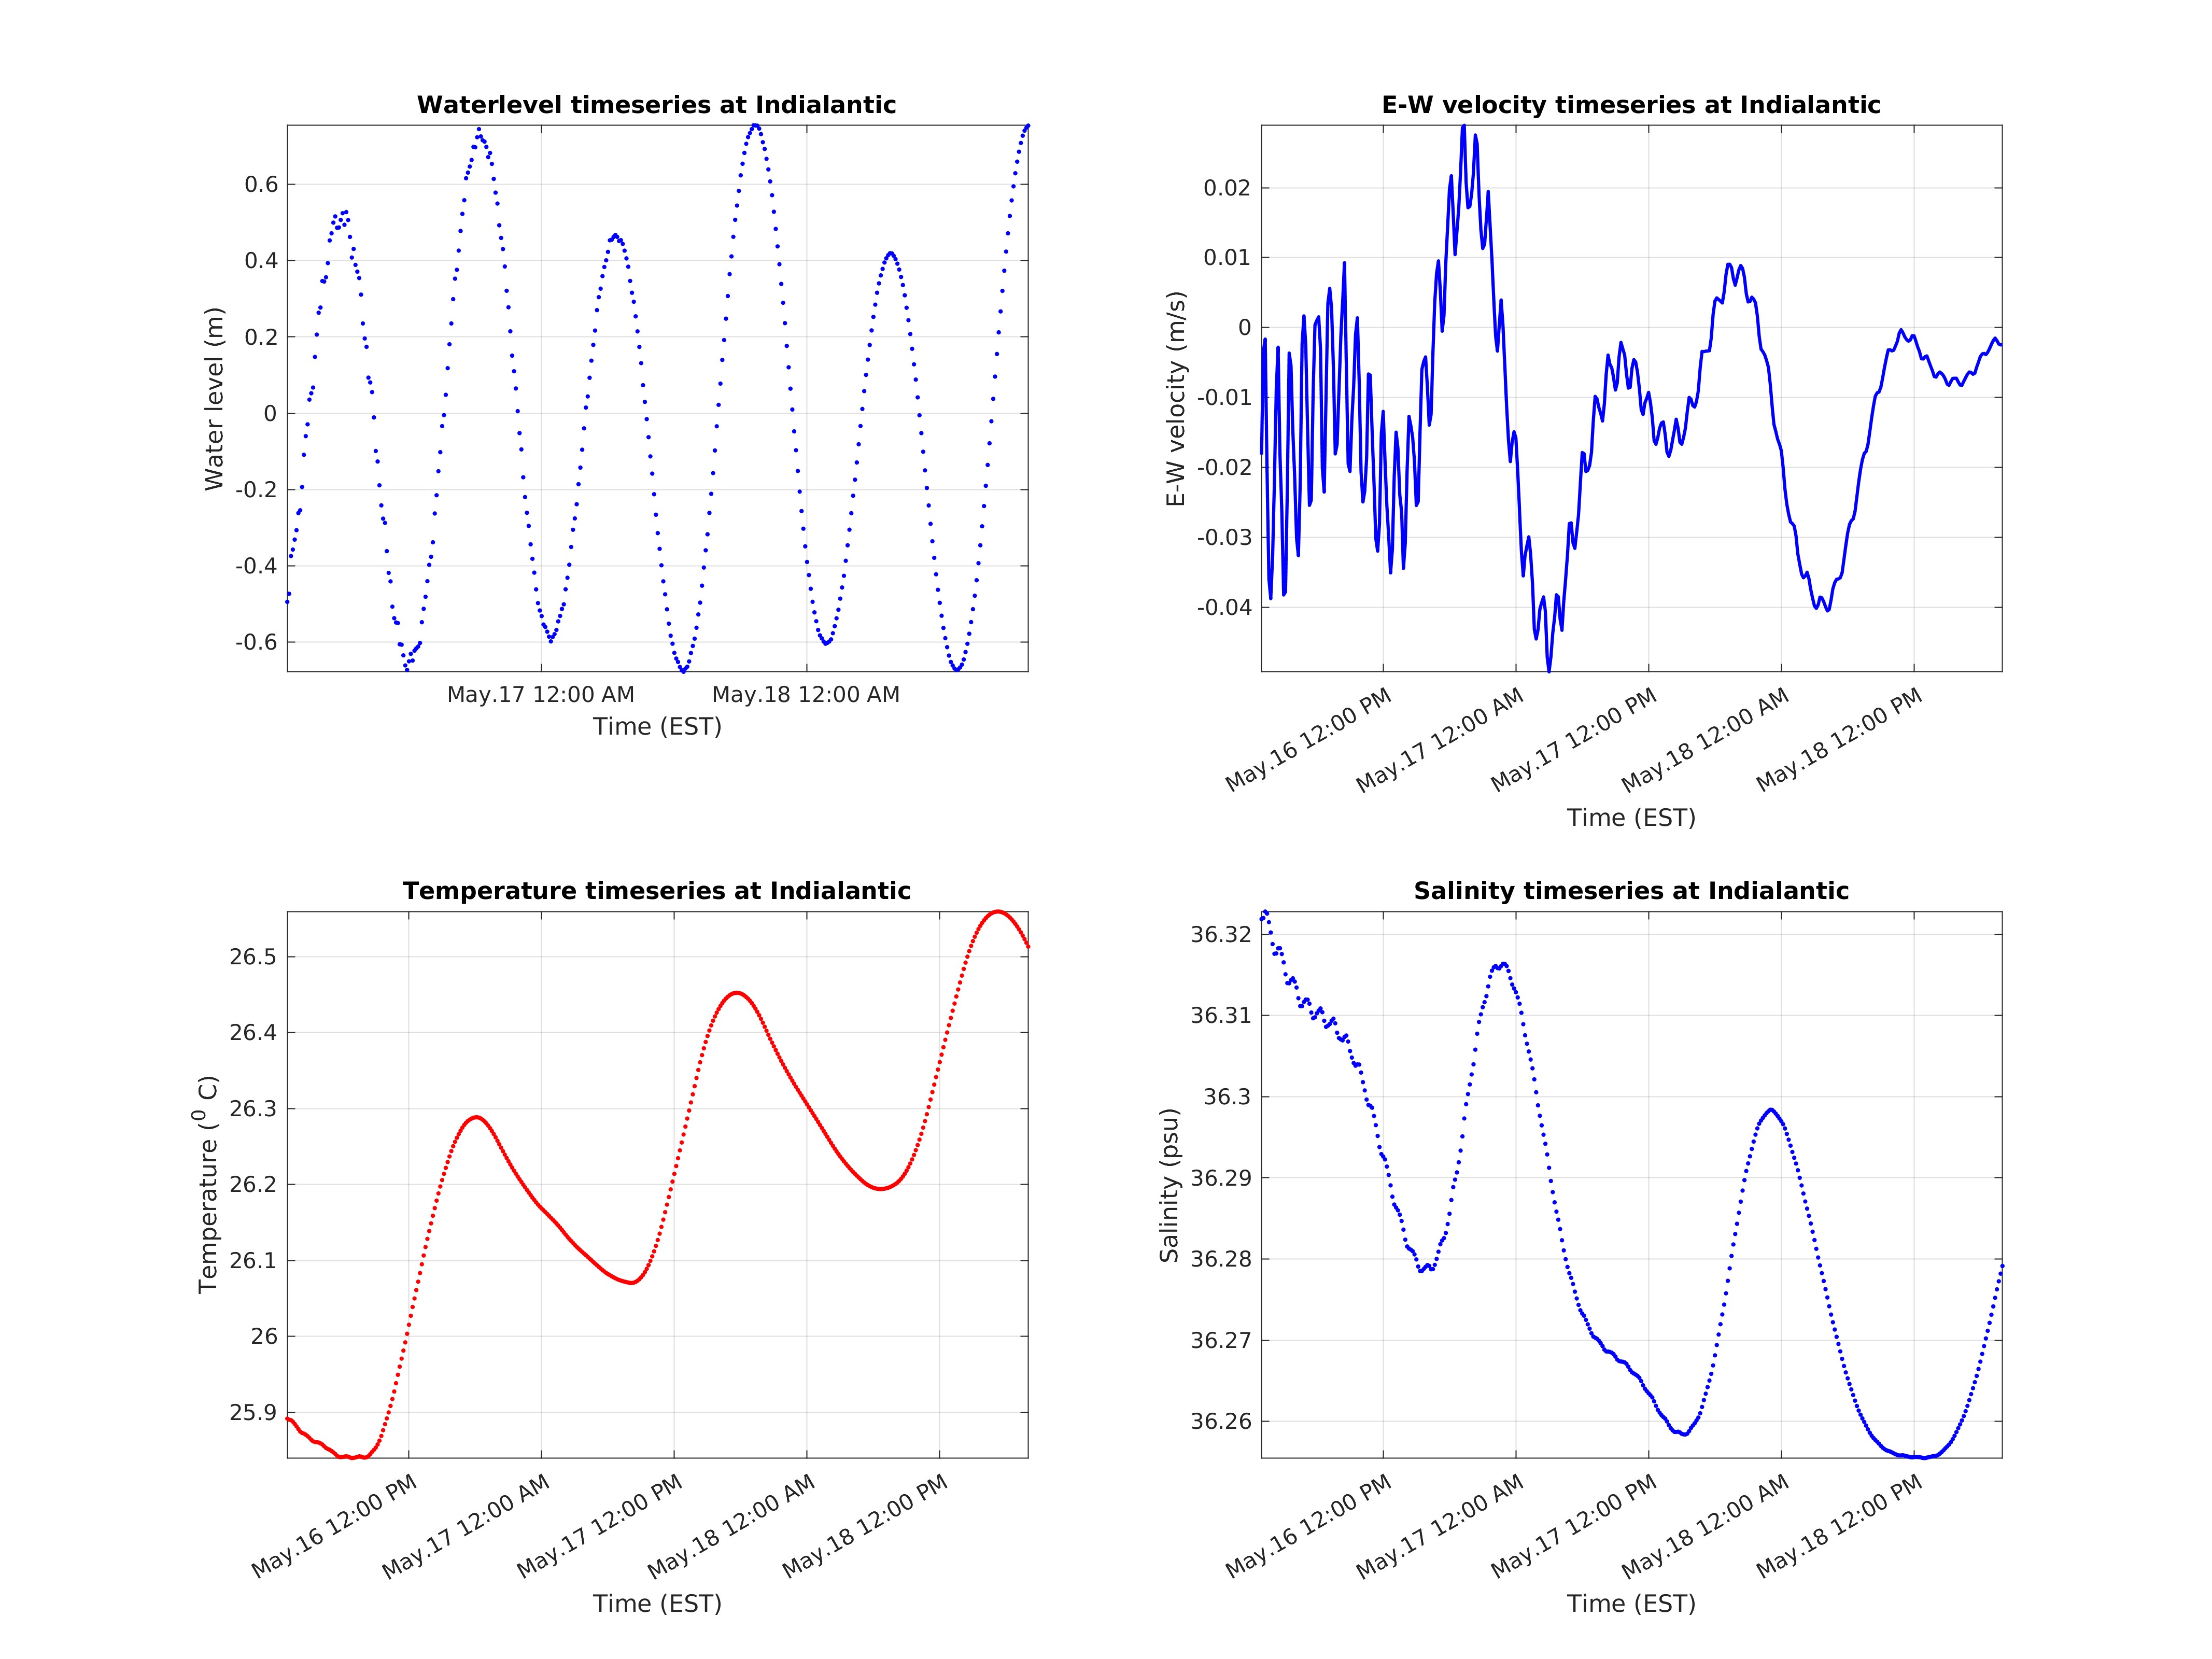 Waterlevel timeseries at Indialantic
0.6
0.4
0.2
0
-0.2
-0.4
-0.6
Water level (m)
May.17 12:00 AM
May.18 12:00 AM
Time (EST)
E-W velocity timeseries at Indialantic
0.02
0.01
0
-0.01
-0.02
-0.03
-0.04
E-W velocity (m/s)
May.16 12:00 PM
May.17 12:00 AM
May.17 12:00 PM
May.18 12:00 AM
May.18 12:00 PM
Time (EST)
Temperature timeseries at Indialantic
26.5
26.4
26.3
26.2
26.1
26
25.9
Temperature (⁰ C)
May.16 12:00 PM
May.17 12:00 AM
May.17 12:00 PM
May.18 12:00 AM
May.18 12:00 PM
Time (EST)
Salinity timeseries at Indialantic
36.32
36.31
36.3
36.29
36.28
36.27
36.26
Salinity (psu)
May.16 12:00 PM
May.17 12:00 AM
May.17 12:00 PM
May.18 12:00 AM
May.18 12:00 PM
Time (EST)